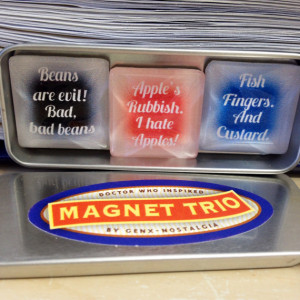 Beans
are evil!
Bad,
bad beans
Apple's
Rubbish.
I hate
Apples!
Fish
Fingers.
And
Custard.
DOCTOR WHO INSPIRED
MAGNET TRIO
BY GENX-NOSTALGIA